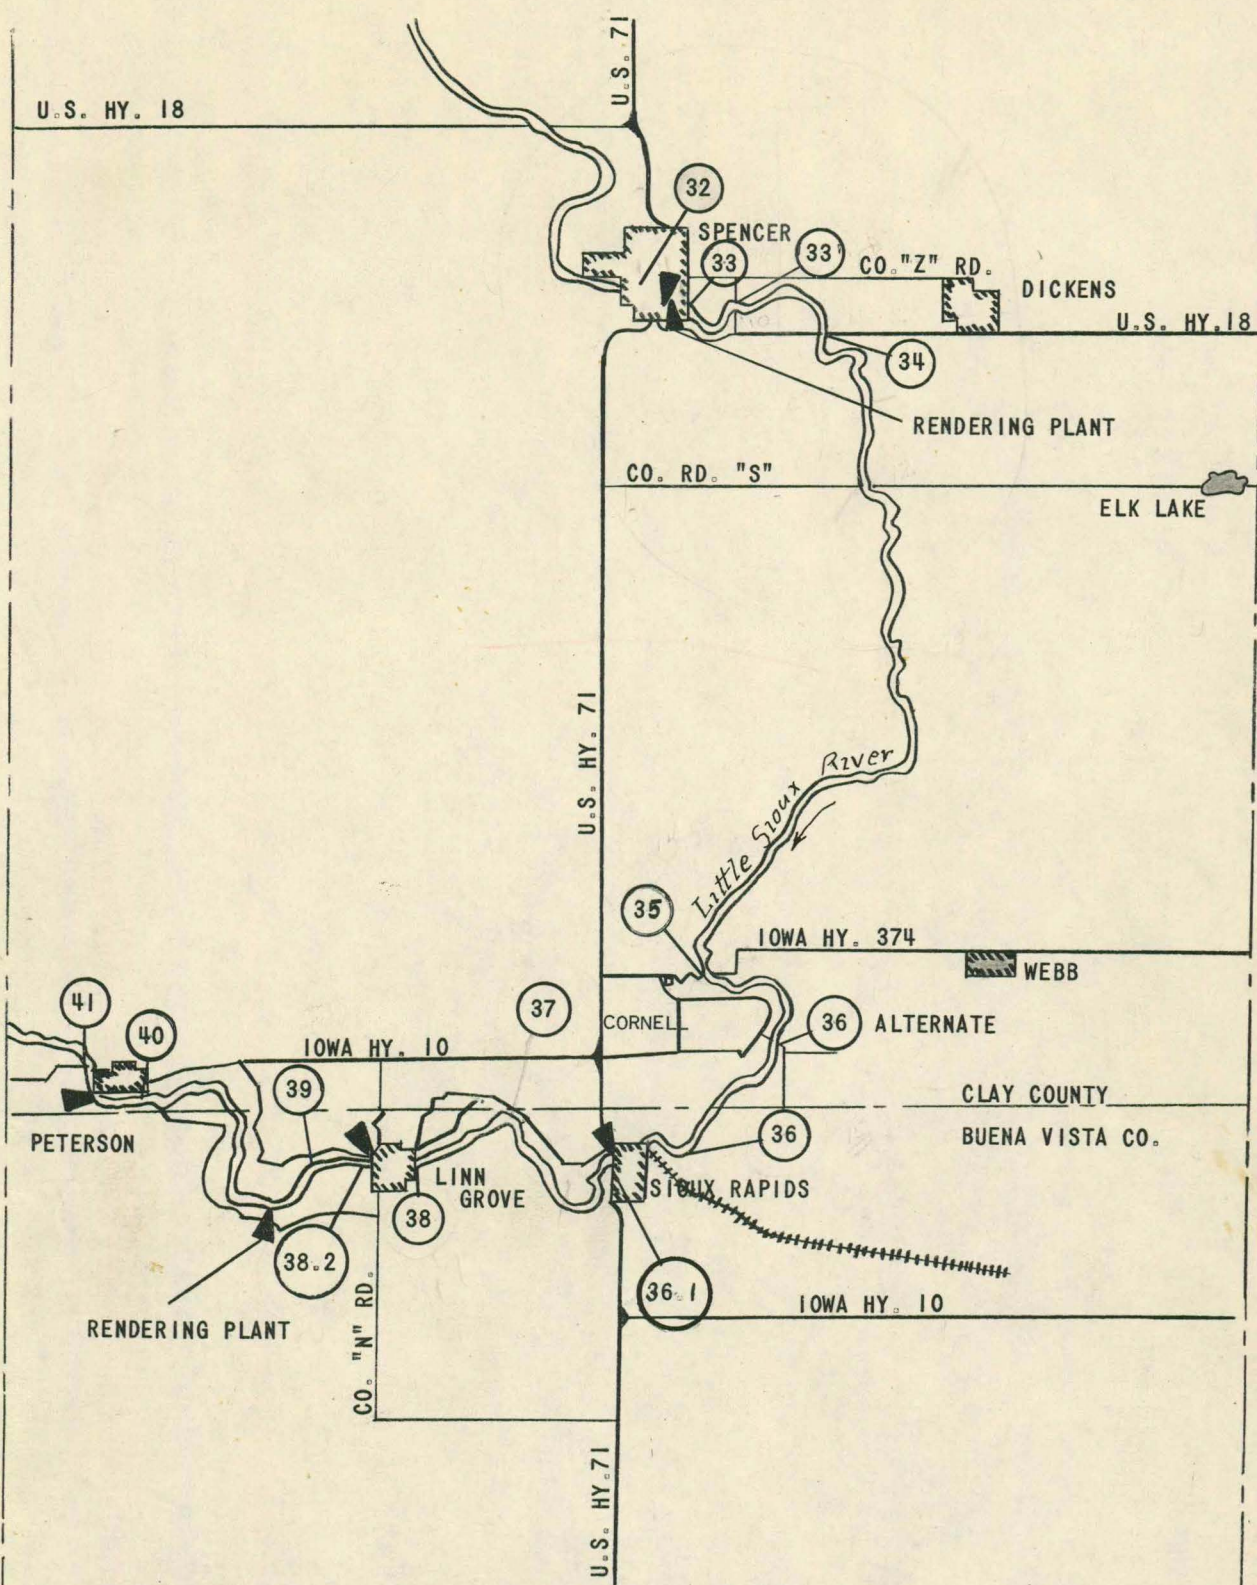 U.S. 71
U.S. HY. 18
32
SPENCER
33
33'
CO. "Z" RD.
DICKENS
U.S. HY. 18
34
RENDERING PLANT
CO. RD. "S"
ELK LAKE
U.S. HY. 71
Little Sioux River
35
IOWA HY. 374
WEBB
41
40
37
CORNELL
36 ALTERNATE
IOWA HY. 10
39
CLAY COUNTY
BUENA VISTA CO.
PETERSON
36
LINN
GROVE
SIOUX RAPIDS
38
38.2
36.1
IOWA HY. 10
RENDERING PLANT
CO. "N" RD.
U.S. HY. 71